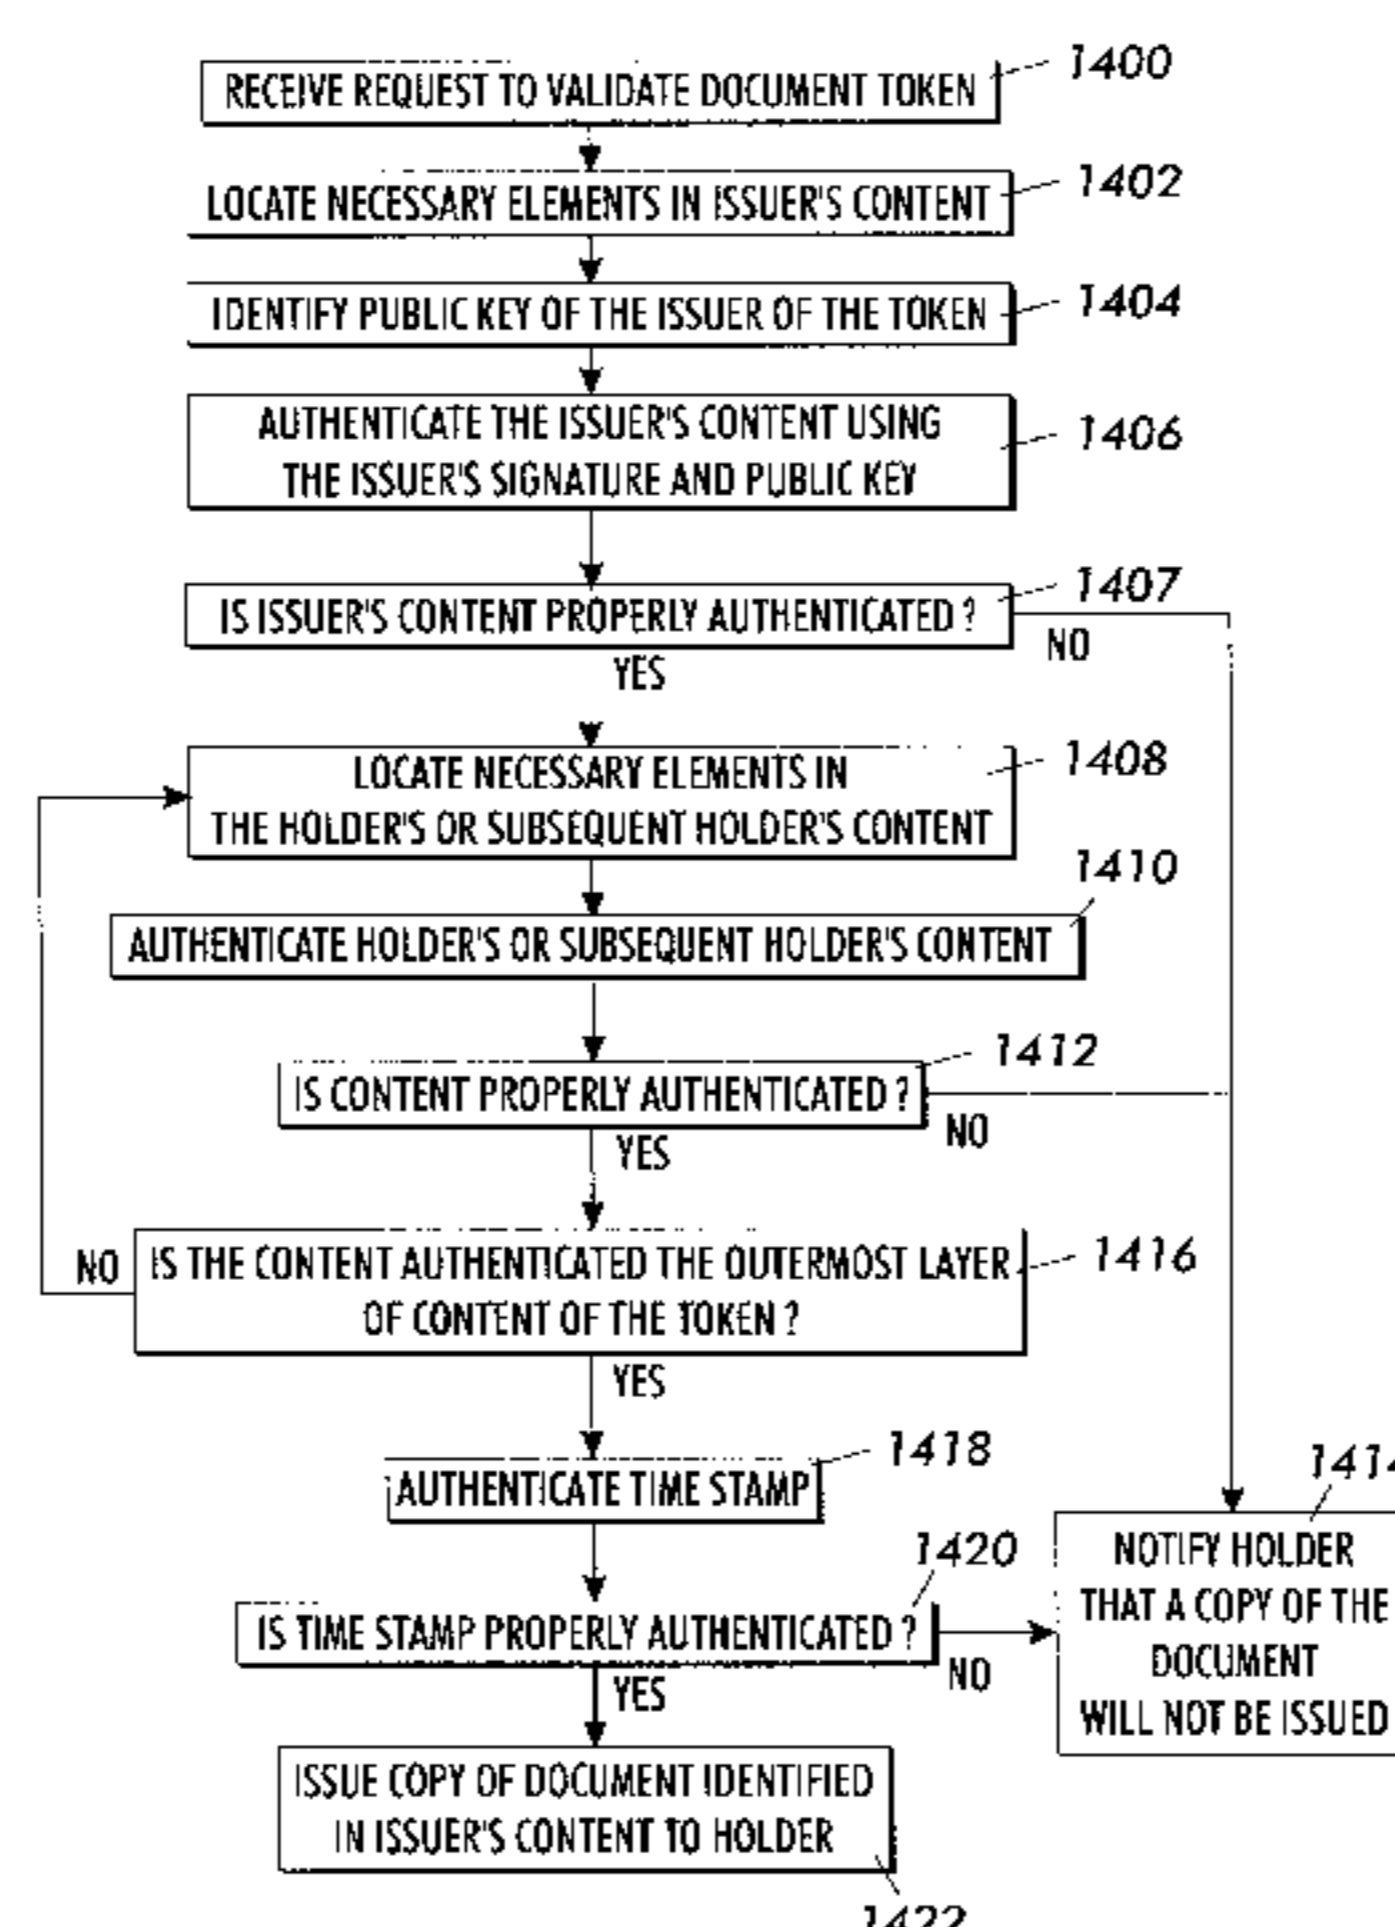 RECEIVE REQUEST TO VALIDATE DOCUMENT TOKEN
1400
LOCATE NECESSARY ELEMENTS IN ISSUER'S CONTENT
1402
IDENTIFY PUBLIC KEY OF THE ISSUER OF THE TOKEN
1404
AUTHENTICATE THE ISSUER'S CONTENT USING
THE ISSUER'S SIGNATURE AND PUBLIC KEY
1406
IS ISSUER'S CONTENT PROPERLY AUTHENTICATED ?
1407
NO
YES
LOCATE NECESSARY ELEMENTS IN
THE HOLDER'S OR SUBSEQUENT HOLDER'S CONTENT
1408
1410
AUTHENTICATE HOLDER'S OR SUBSEQUENT HOLDER'S CONTENT
1412
IS CONTENT PROPERLY AUTHENTICATED ?
NO
YES
NO
IS THE CONTENT AUTHENTICATED THE OUTERMOST LAYER
OF CONTENT OF THE TOKEN ?
1416
YES
1418
AUTHENTICATE TIME STAMP
1414
1420
IS TIME STAMP PROPERLY AUTHENTICATED ?
NO
YES
NOTIFY HOLDER
THAT A COPY OF THE
DOCUMENT
WILL NOT BE ISSUED
ISSUE COPY OF DOCUMENT IDENTIFIED
IN ISSUER'S CONTENT TO HOLDER
1422